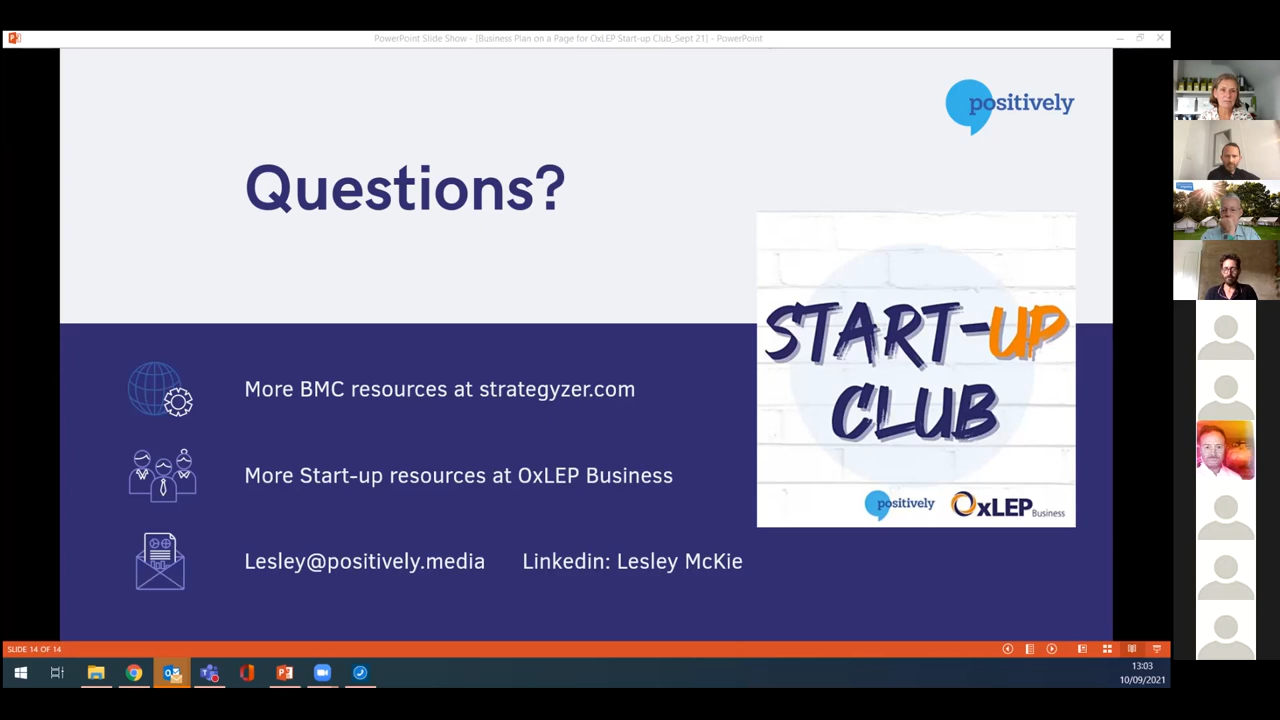 PowerPoint Slide Show - [Business Plan on a Page for OxLEP Start-up Club_Sept 21] - PowerPoint
positively
Questions?
START-UP
CLUB
positively
OxLEP Business
More BMC resources at strategyzer.com
More Start-up resources at OxLEP Business
Lesley@positively.media Linkedin: Lesley McKie
SLIDE 14 OF 14
13:03
10/09/2021